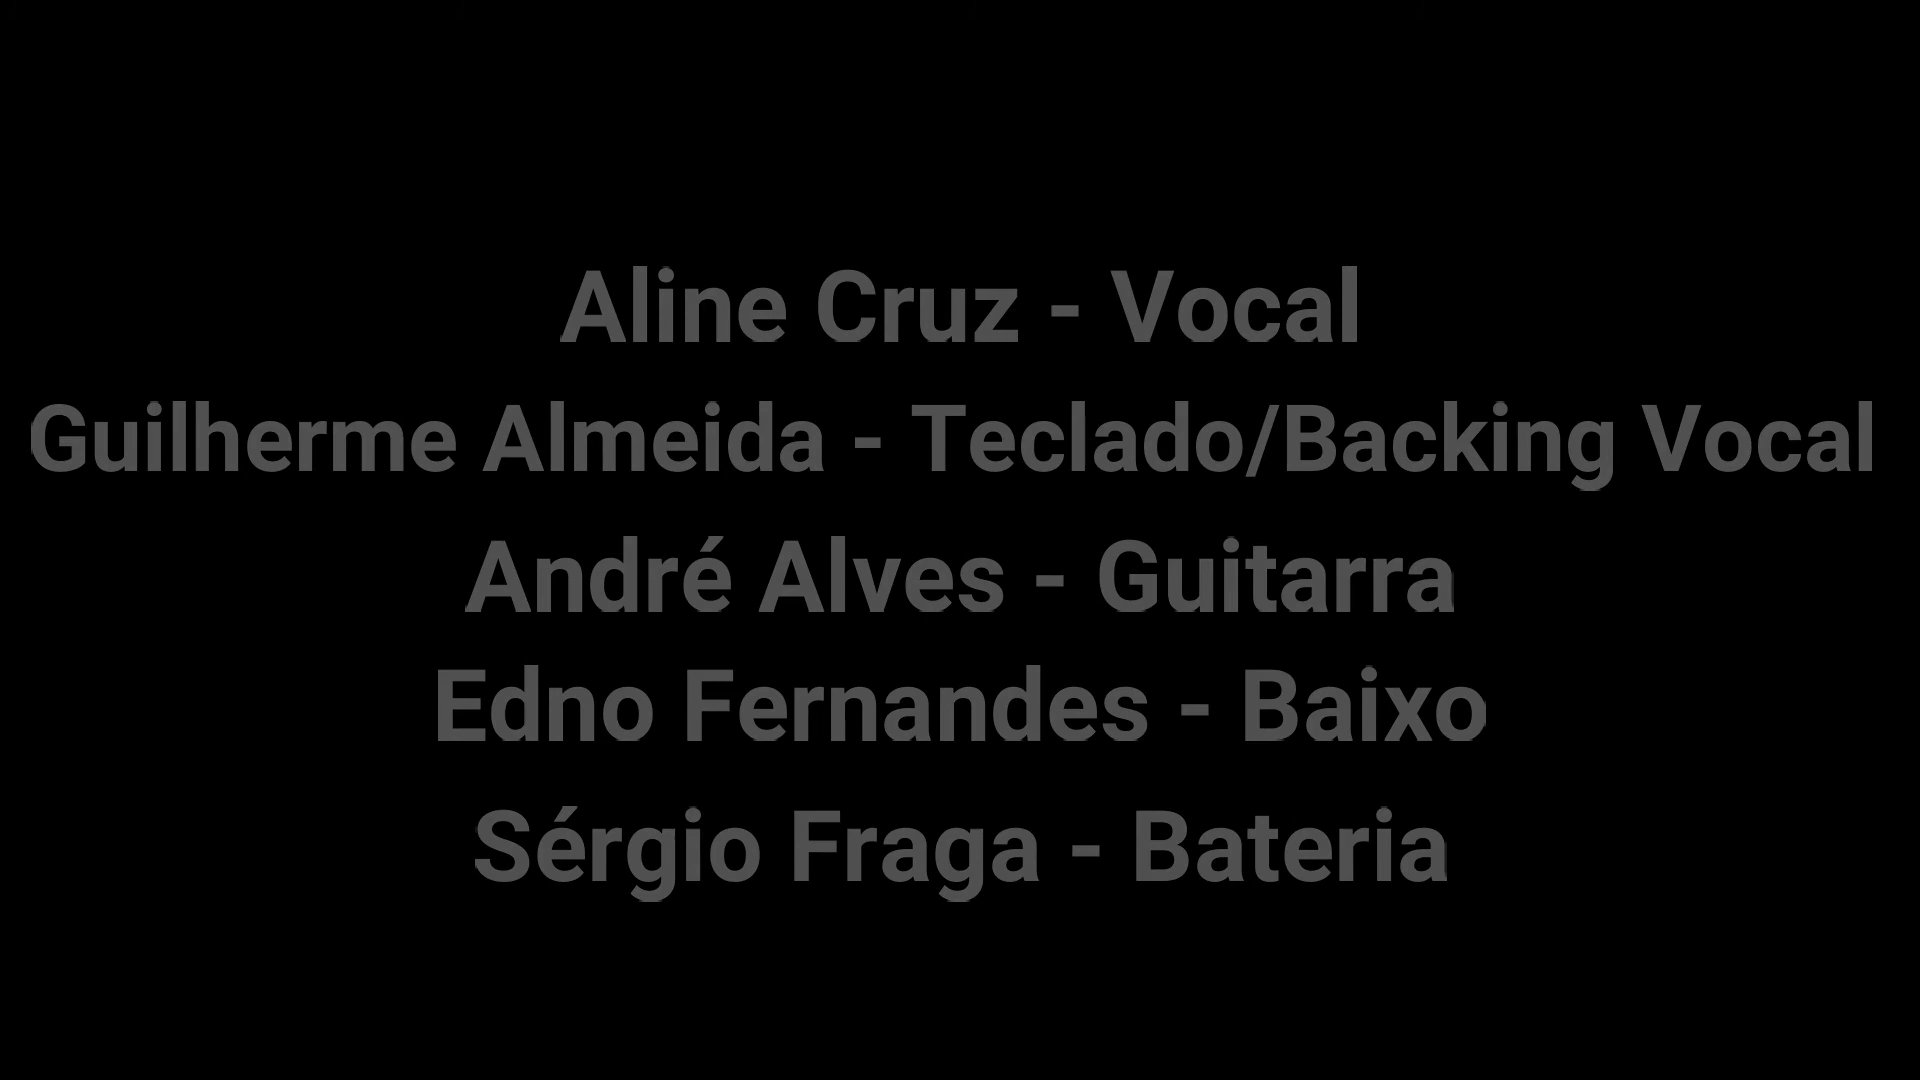 Aline Cruz - Vocal
Guilherme Almeida - Teclado/Backing Vocal
André Alves - Guitarra
Edno Fernandes - Baixo
Sérgio Fraga - Bateria